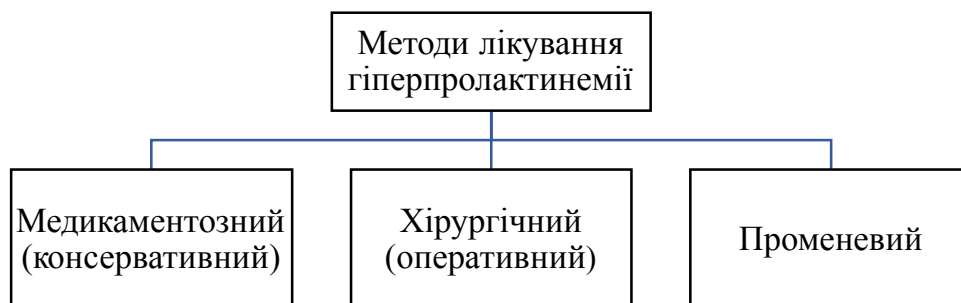 Методи лікування
гіперпролактинемії
Медикаментозний
(консервативний)
Хірургічний
(оперативний)
Променевий